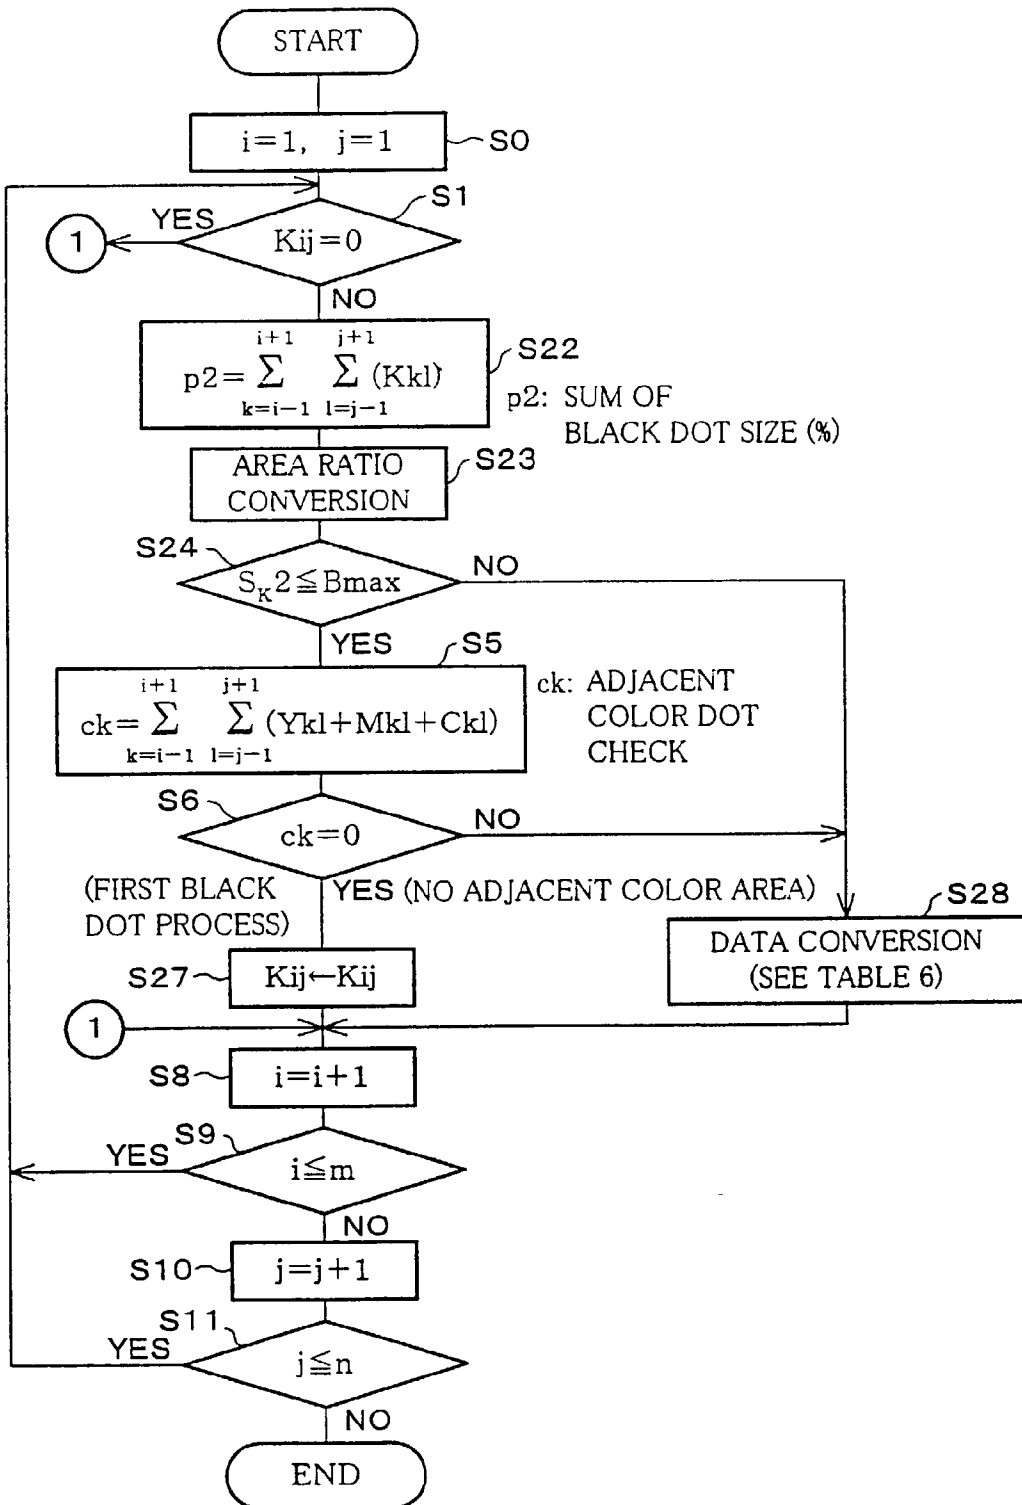 START
i=1, j=1
S0
S1
YES
1
Kij=0
NO
i+1 j+1
p2=Σ Σ (Kkl)
k=i-1 l=j-1
S22
p2: SUM OF
BLACK DOT SIZE (%)
AREA RATIO
CONVERSION
S23
S24
SK2≦Bmax
NO
YES
S5
i+1 j+1
ck=Σ Σ (Ykl+Mkl+Ckl)
k=i-1 l=j-1
ck: ADJACENT
COLOR DOT
CHECK
S6
ck=0
NO
(FIRST BLACK
DOT PROCESS)
YES (NO ADJACENT COLOR AREA)
S28
DATA CONVERSION
(SEE TABLE 6)
S27
Kij←Kij
1
S8
i=i+1
S9
YES
i≦m
NO
S10
j=j+1
S11
YES
j≦n
NO
END